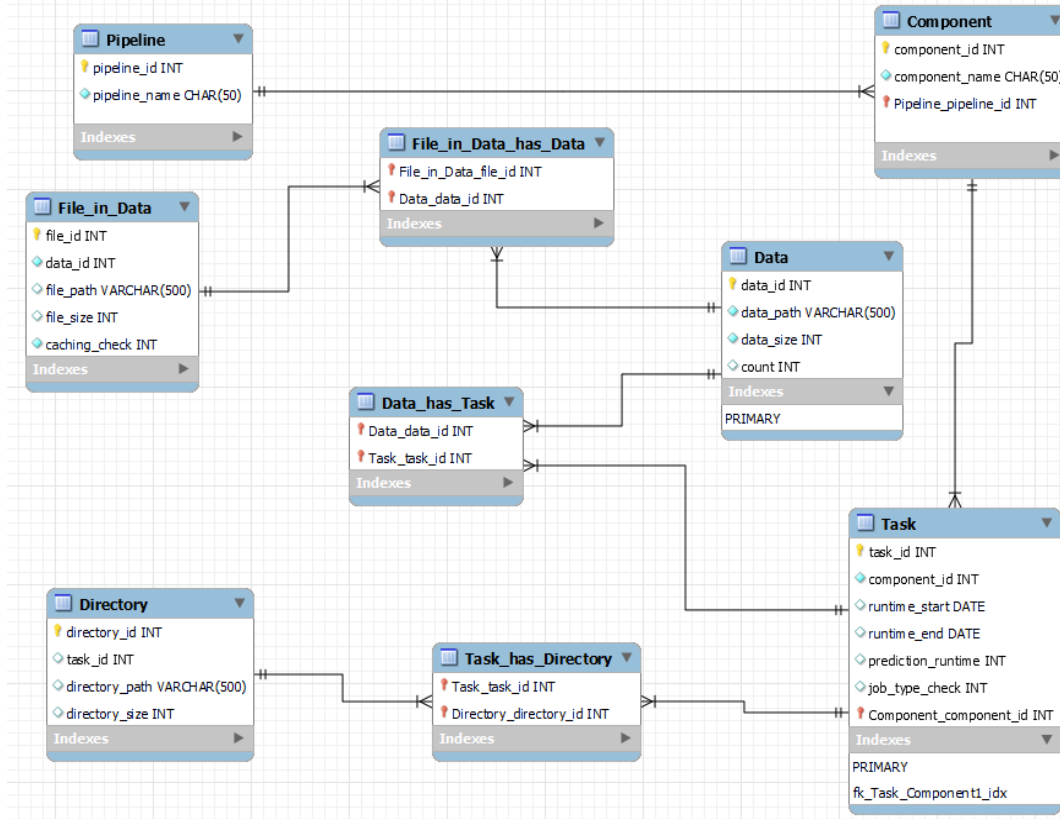 Pipeline
pipeline_id INT
pipeline_name CHAR(50)
Indexes
Component
component_id INT
component_name CHAR(50)
Pipeline_pipeline_id INT
Indexes
File_in_Data_has_Data
File_in_Data_file_id INT
Data_data_id INT
Indexes
File_in_Data
file_id INT
data_id INT
file_path VARCHAR(500)
file_size INT
caching_check INT
Indexes
Data
data_id INT
data_path VARCHAR(500)
data_size INT
count INT
Indexes
PRIMARY
Data_has_Task
Data_data_id INT
Task_task_id INT
Indexes
Task
task_id INT
component_id INT
runtime_start DATE
runtime_end DATE
prediction_runtime INT
job_type_check INT
Component_component_id INT
Indexes
PRIMARY
fk_Task_Component1_idx
Directory
directory_id INT
task_id INT
directory_path VARCHAR(500)
directory_size INT
Indexes
Task_has_Directory
Task_task_id INT
Directory_directory_id INT
Indexes